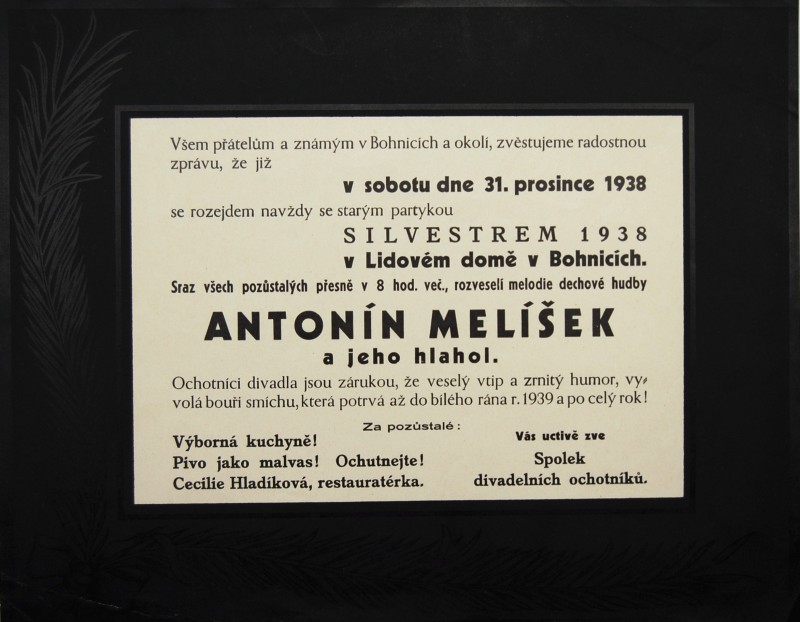 Všem přátelům a známým v Bohnicích a okolí, zvěstujeme radostnou
zprávu, že již
v sobotu dne 31. prosince 1938
se rozejdem navždy se starým partykou
SILVESTREM 1938
v Lidovém domě v Bohnicích.
Sraz všech pozůstalých přesně v 8 hod. več., rozveselí melodie dechové hudby
ANTONÍN MELÍŠEK
a jeho hlahol.
Ochotníci divadla jsou zárukou, že veselý vtip a zrnitý humor, vy-
volá bouři smíchu, která potrvá až do bílého rána r. 1939 a po celý rok!
Za pozůstalé:
Výborná kuchyně!
Pivo jako malvas! Ochutnejte!
Cecilie Hladíková, restauratérka.
Vás uctivě zve
Spolek
divadelních ochotníků.